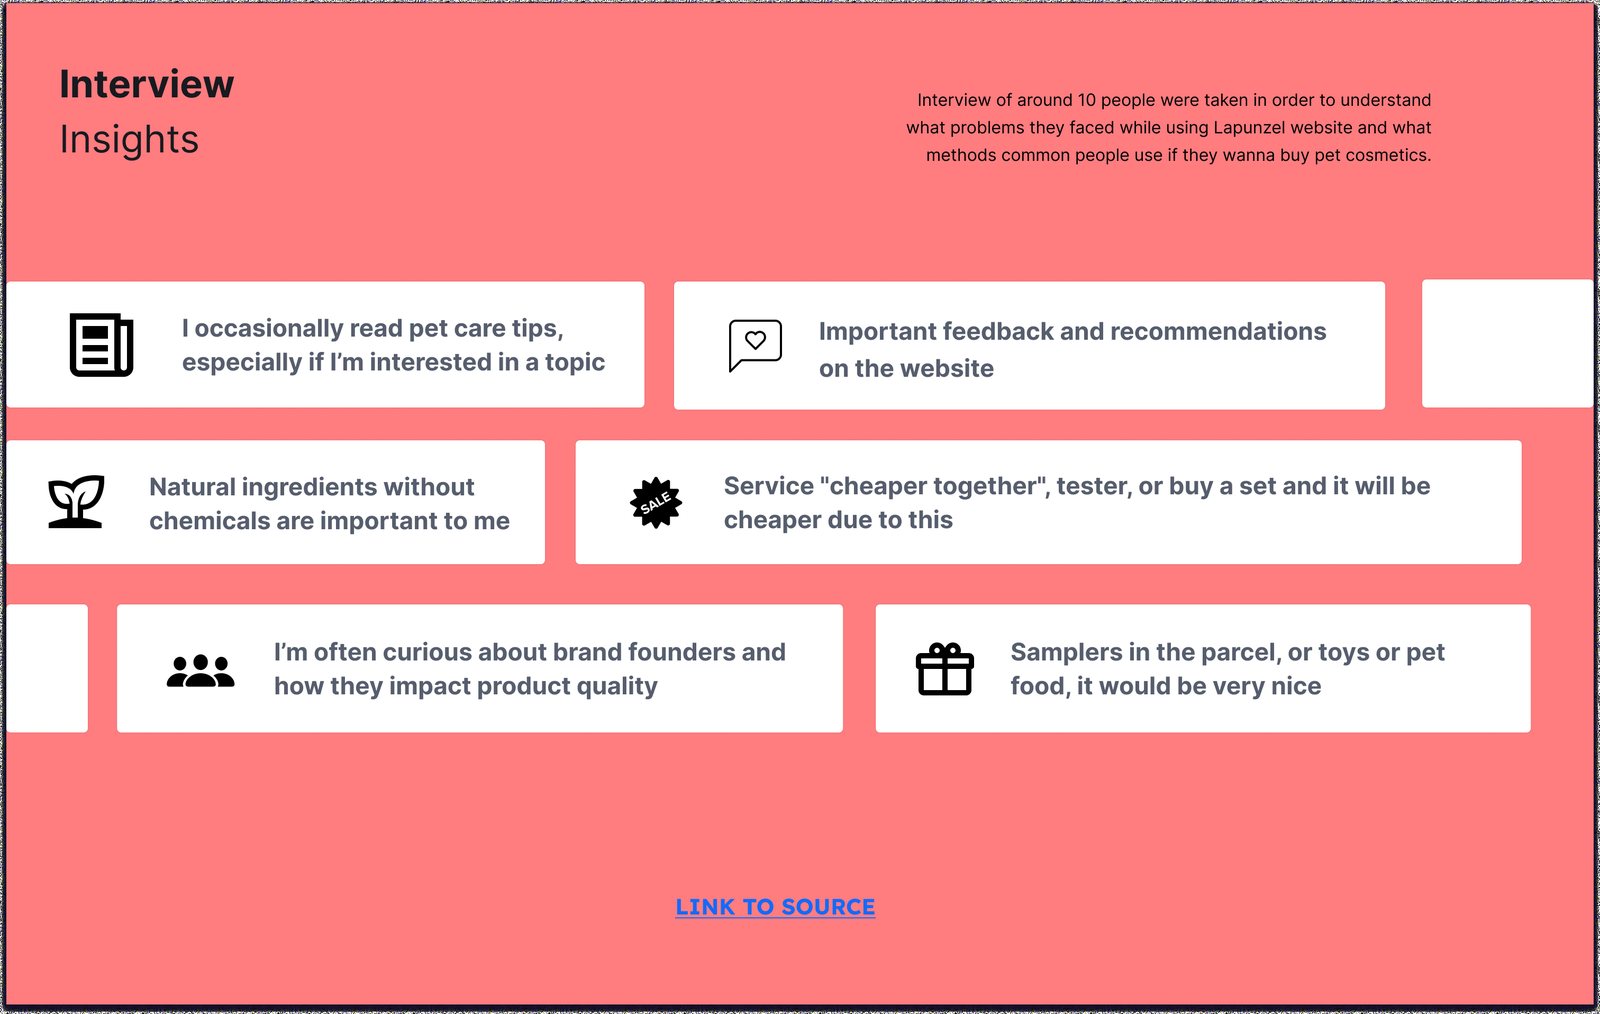 Interview
Insights
Interview of around 10 people were taken in order to understand
what problems they faced while using Lapunzel website and what
methods common people use if they wanna buy pet cosmetics.
I occasionally read pet care tips,
especially if I’m interested in a topic
Important feedback and recommendations
on the website
Natural ingredients without
chemicals are important to me
SALE
Service "cheaper together", tester, or buy a set and it will be
cheaper due to this
I’m often curious about brand founders and
how they impact product quality
Samplers in the parcel, or toys or pet
food, it would be very nice
LINK TO SOURCE